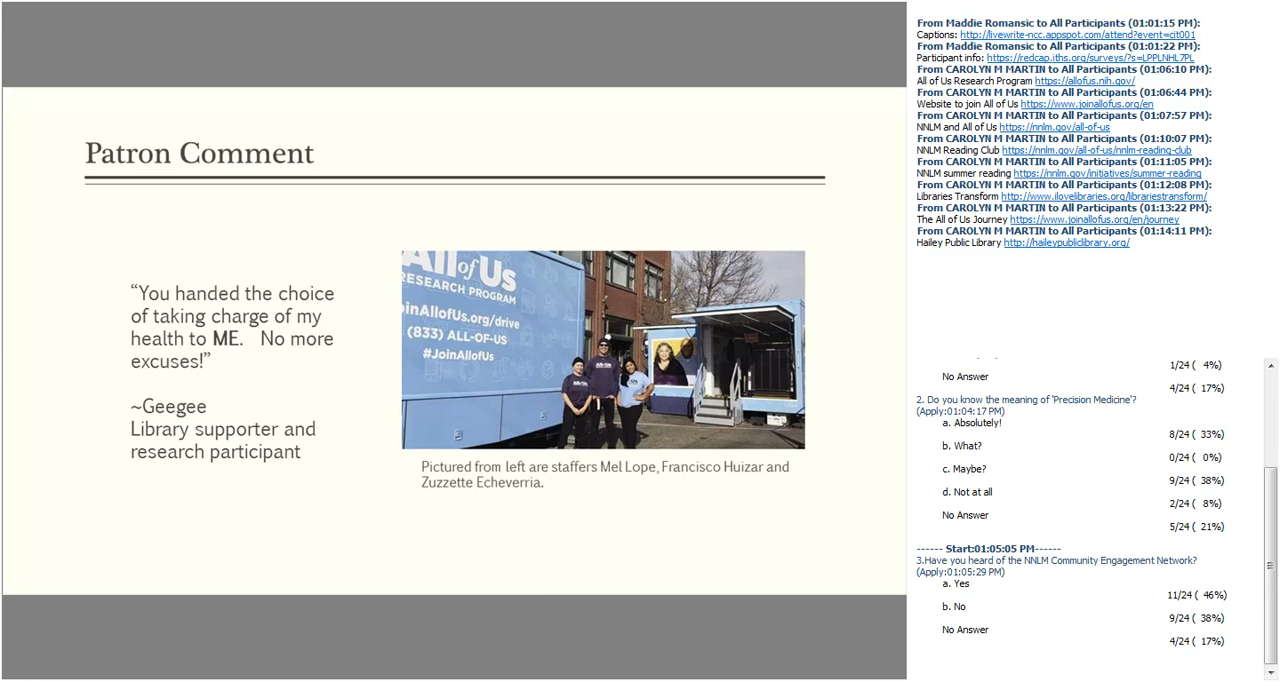 Patron Comment
“You handed the choice
of taking charge of my
health to ME.   No more
excuses!”
~Geegee
Library supporter and
research participant
All of Us
RESEARCH PROGRAM
JoinAllofUs.org/drive
(833) ALL-OF-US
#JoinAllofUs
Pictured from left are staffers Mel Lope, Francisco Huizar and
Zuzzette Echeverria.
From Maddie Romansic to All Participants (01:01:15 PM):
Captions: http://livewrite-ncc.appspot.com/attend?event=cit001
From Maddie Romansic to All Participants (01:01:22 PM):
Participant info: https://redcap.iths.org/surveys/?s=LPPLNHL7PL
From CAROLYN M MARTIN to All Participants (01:06:10 PM):
All of Us Research Program https://allofus.nih.gov/
From CAROLYN M MARTIN to All Participants (01:06:44 PM):
Website to join All of Us https://www.joinallofus.org/en
From CAROLYN M MARTIN to All Participants (01:07:57 PM):
NNLM and All of Us https://nnlm.gov/all-of-us
From CAROLYN M MARTIN to All Participants (01:10:07 PM):
NNLM Reading Club https://nnlm.gov/all-of-us/nnlm-reading-club
From CAROLYN M MARTIN to All Participants (01:11:05 PM):
NNLM summer reading https://nnlm.gov/initiatives/summer-reading
From CAROLYN M MARTIN to All Participants (01:12:08 PM):
Libraries Transform http://www.ilovelibraries.org/librariestransform/
From CAROLYN M MARTIN to All Participants (01:13:22 PM):
The All of Us Journey https://www.joinallofus.org/en/journey
From CAROLYN M MARTIN to All Participants (01:14:11 PM):
Hailey Public Library http://haileypubliclibrary.org/
1/24 ( 4%)
No Answer
4/24 ( 17%)
2. Do you know the meaning of 'Precision Medicine'?
(Apply:01:04:17 PM)
a. Absolutely!
8/24 ( 33%)
b. What?
0/24 ( 0%)
c. Maybe?
9/24 ( 38%)
d. Not at all
2/24 ( 8%)
No Answer
5/24 ( 21%)
------ Start:01:05:05 PM------
3.Have you heard of the NNLM Community Engagement Network?
(Apply:01:05:29 PM)
a. Yes
11/24 ( 46%)
b. No
9/24 ( 38%)
No Answer
4/24 ( 17%)